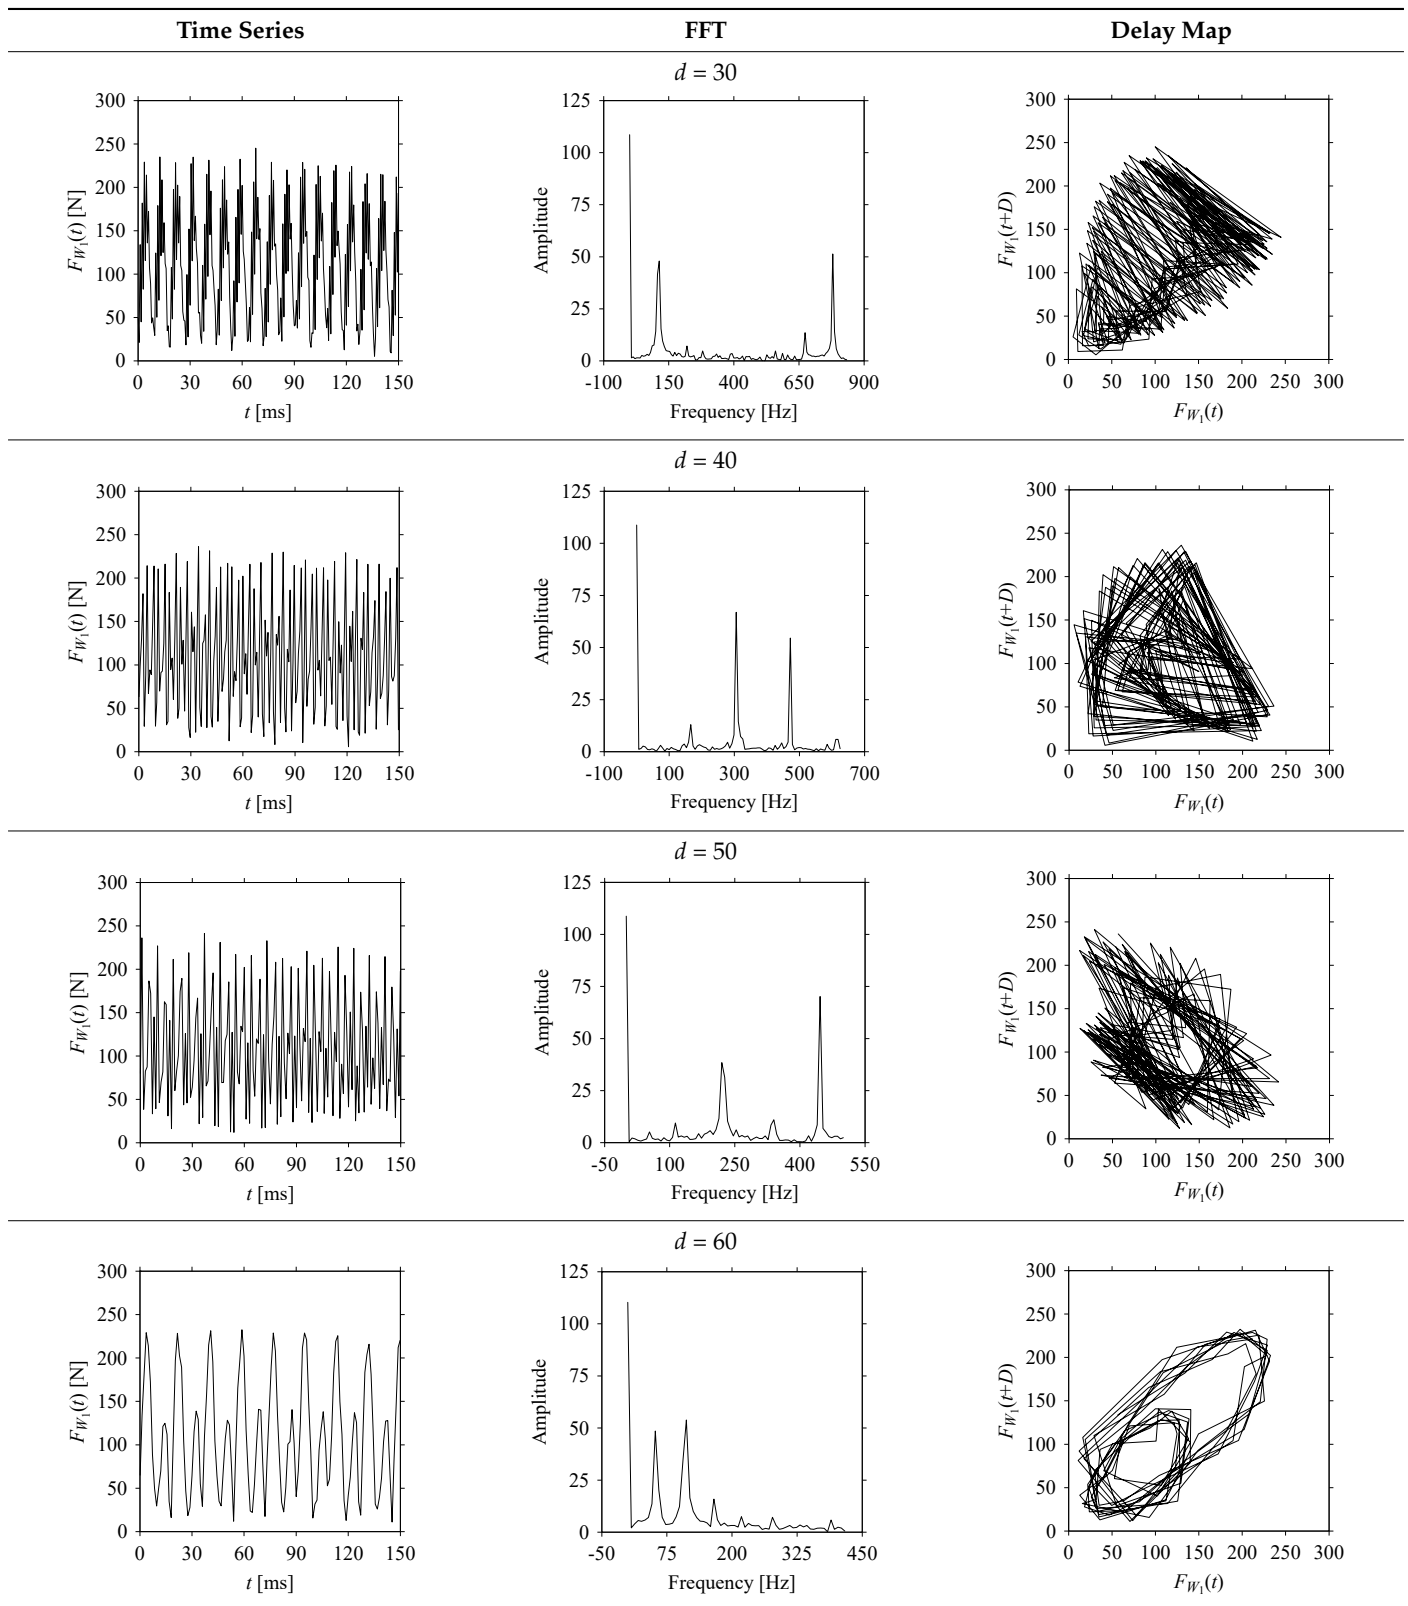 Time Series FFT Delay Map
d = 30
300
250
200
150
100
50
0
F_{W_1}(t) [N]
0 30 60 90 120 150
t [ms]
125
100
75
50
25
0
Amplitude
-100 150 400 650 900
Frequency [Hz]
300
250
200
150
100
50
0
F_{W_1}(t+D)
0 50 100 150 200 250 300
F_{W_1}(t)
d = 40
300
250
200
150
100
50
0
F_{W_1}(t) [N]
0 30 60 90 120 150
t [ms]
125
100
75
50
25
0
Amplitude
-100 100 300 500 700
Frequency [Hz]
300
250
200
150
100
50
0
F_{W_1}(t+D)
0 50 100 150 200 250 300
F_{W_1}(t)
d = 50
300
250
200
150
100
50
0
F_{W_1}(t) [N]
0 30 60 90 120 150
t [ms]
125
100
75
50
25
0
Amplitude
-50 100 250 400 550
Frequency [Hz]
300
250
200
150
100
50
0
F_{W_1}(t+D)
0 50 100 150 200 250 300
F_{W_1}(t)
d = 60
300
250
200
150
100
50
0
F_{W_1}(t) [N]
0 30 60 90 120 150
t [ms]
125
100
75
50
25
0
Amplitude
-50 75 200 325 450
Frequency [Hz]
300
250
200
150
100
50
0
F_{W_1}(t+D)
0 50 100 150 200 250 300
F_{W_1}(t)